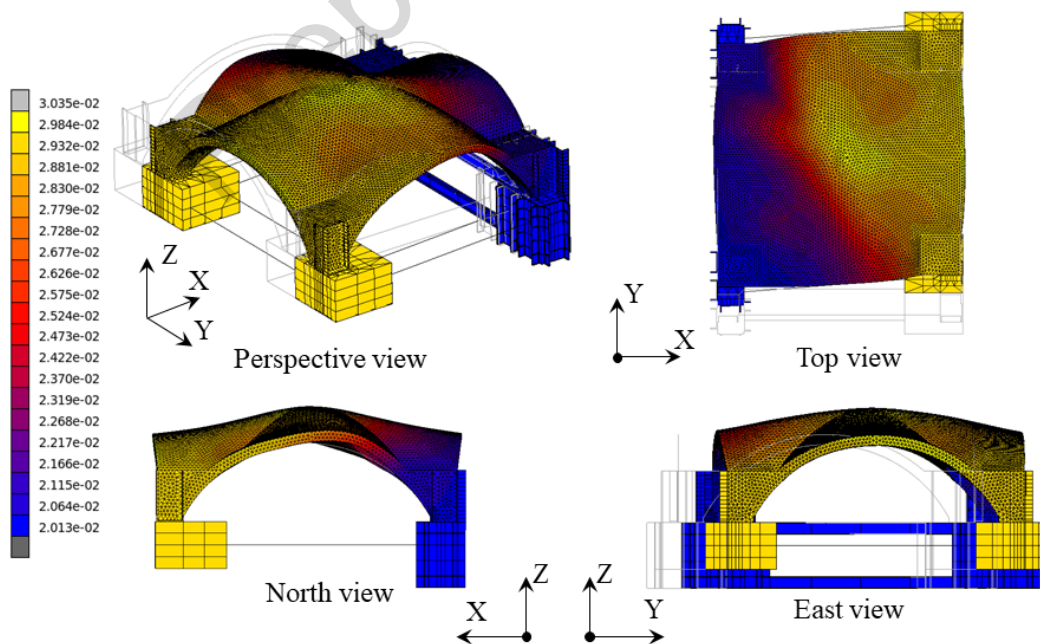 3.035e-02
2.984e-02
2.932e-02
2.881e-02
2.830e-02
2.779e-02
2.728e-02
2.677e-02
2.626e-02
2.575e-02
2.524e-02
2.473e-02
2.422e-02
2.370e-02
2.319e-02
2.268e-02
2.217e-02
2.166e-02
2.115e-02
2.064e-02
2.013e-02
Z
X
Y
Perspective view
Y
X
Top view
North view
Z
X
Z
Y
East view